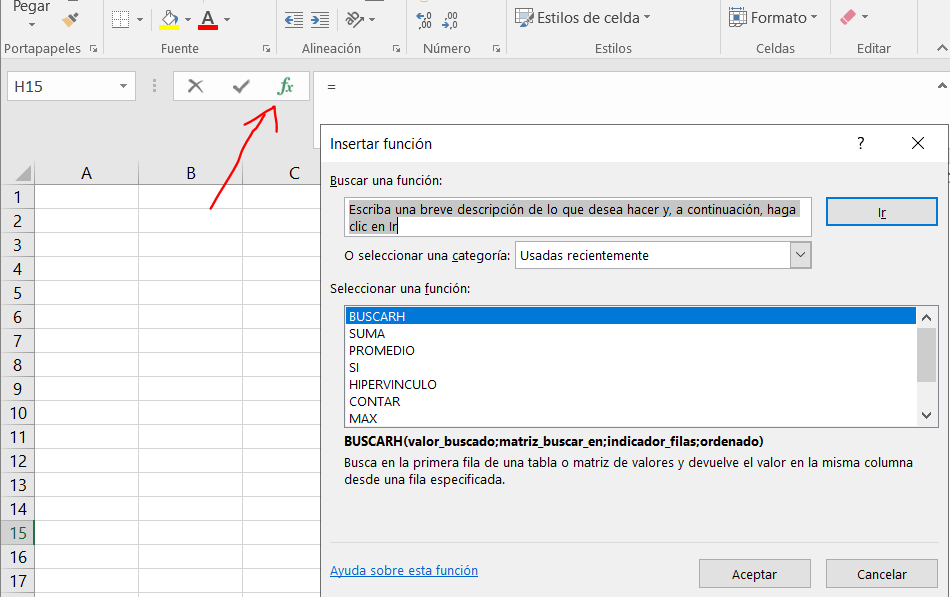 Pegar
A
Portapapeles
Fuente
Alineación
,00
,00
Número
Estilos de celda
Estilos
Formato
Celdas
Editar
H15
fx
=
A B C
1
2
3
4
5
6
7
8
9
10
11
12
13
14
15
16
17
Insertar función
?
Buscar una función:
Escriba una breve descripción de lo que desea hacer y, a continuación, haga
clic en Ir
Ir
O seleccionar una categoría: Usadas recientemente
Seleccionar una función:
BUSCARH
SUMA
PROMEDIO
SI
HIPERVINCULO
CONTAR
MAX
BUSCARH(valor_buscado;matriz_buscar_en;indicador_filas;ordenado)
Busca en la primera fila de una tabla o matriz de valores y devuelve el valor en la misma columna
desde una fila especificada.
Ayuda sobre esta función
Aceptar
Cancelar